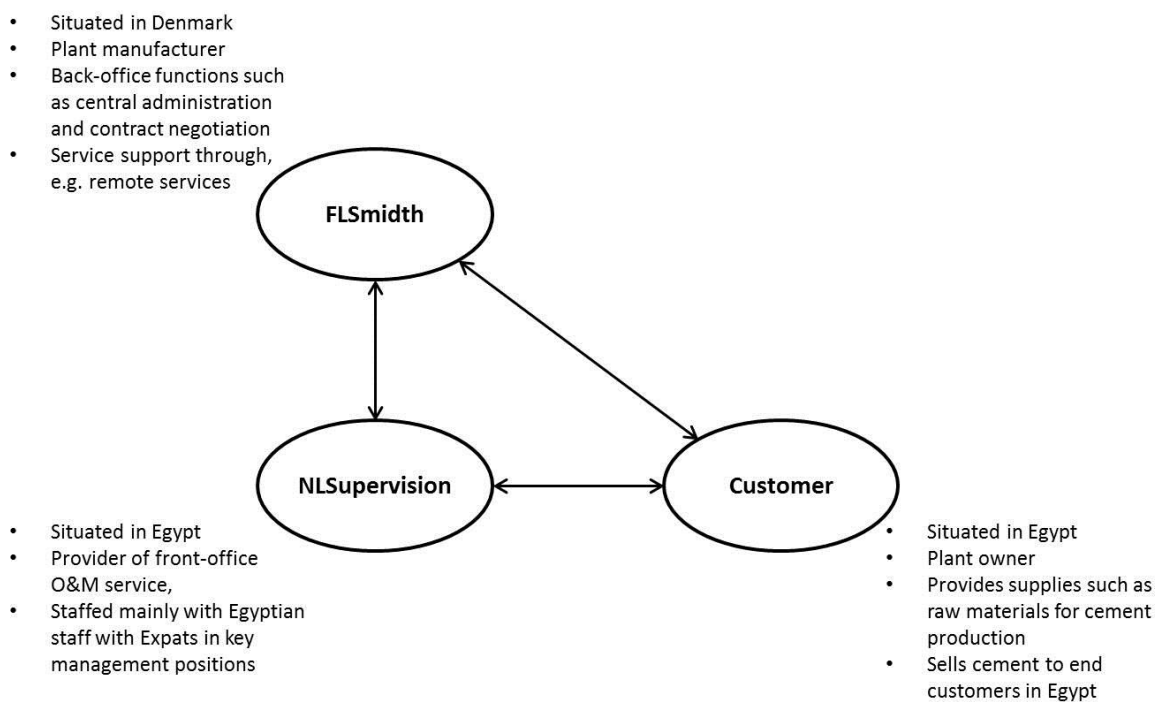 • Situated in Denmark
• Plant manufacturer
• Back-office functions such
as central administration
and contract negotiation
• Service support through,
e.g. remote services
FLSmidth
NLSupervision
Customer
• Situated in Egypt
• Provider of front-office
O&M service,
• Staffed mainly with Egyptian
staff with Expats in key
management positions
• Situated in Egypt
• Plant owner
• Provides supplies such as
raw materials for cement
production
• Sells cement to end
customers in Egypt